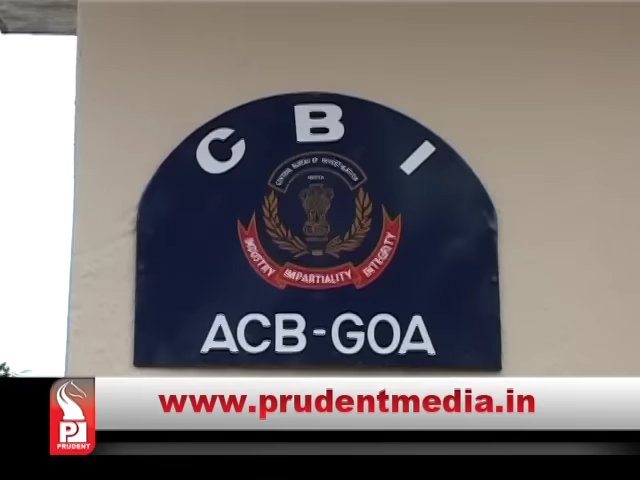 CBI
CENTRAL BUREAU OF INVESTIGATION
INDUSTRY IMPARTIALITY INTEGRITY
ACB-GOA
www.prudentmedia.in
P
PRUDENT